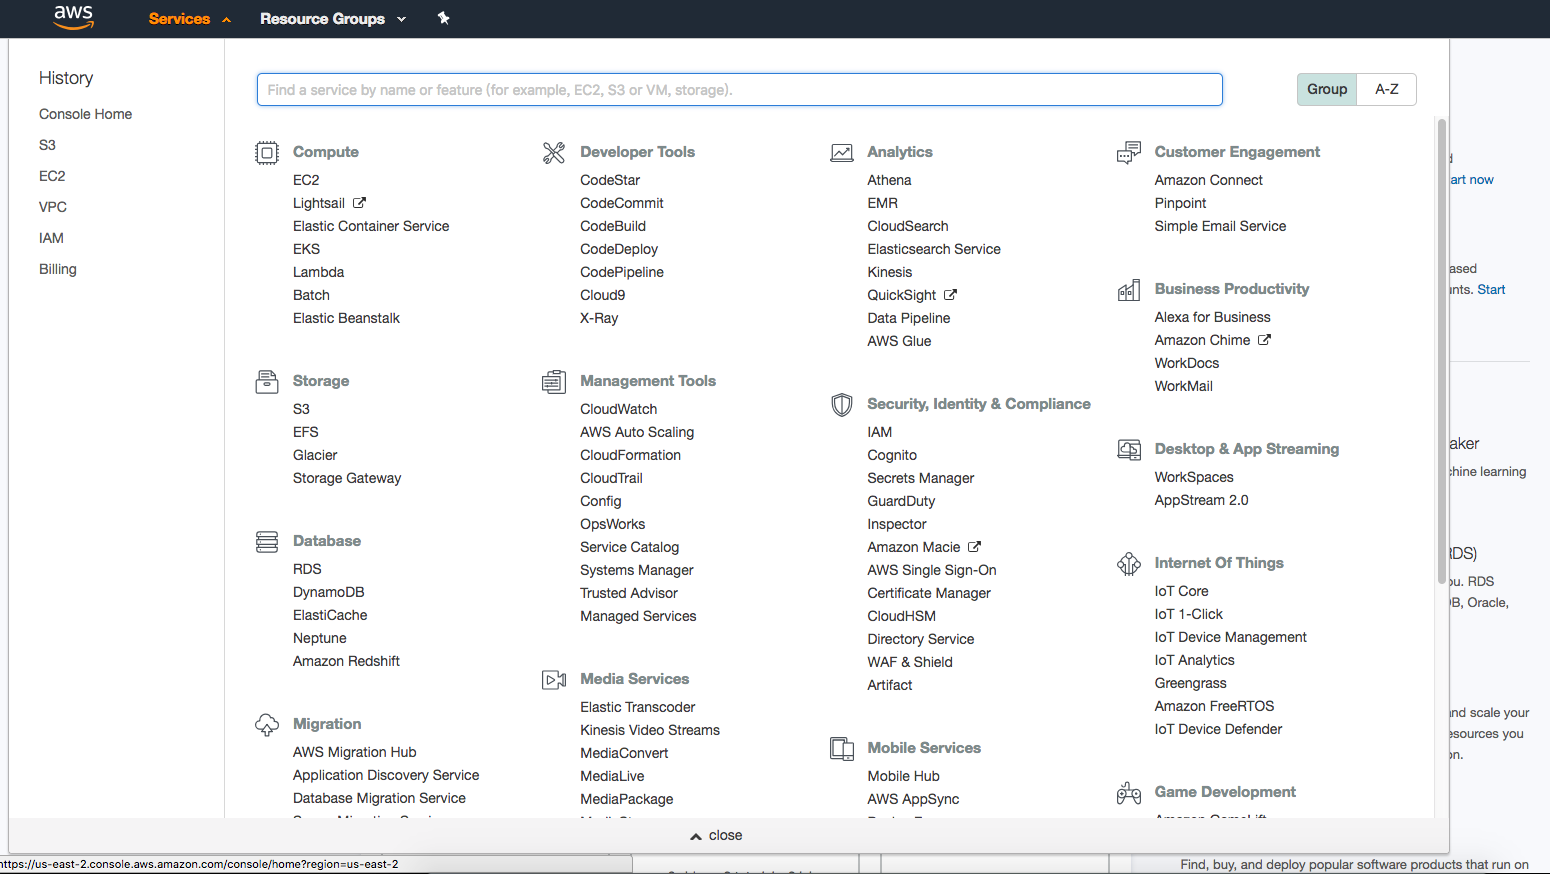 aws
Services
Resource Groups
History
Console Home
S3
EC2
VPC
IAM
Billing
Find a service by name or feature (for example, EC2, S3 or VM, storage).
Group
A-Z
Compute
EC2
Lightsail
Elastic Container Service
EKS
Lambda
Batch
Elastic Beanstalk
Storage
S3
EFS
Glacier
Storage Gateway
Database
RDS
DynamoDB
ElastiCache
Neptune
Amazon Redshift
Migration
AWS Migration Hub
Application Discovery Service
Database Migration Service
Developer Tools
CodeStar
CodeCommit
CodeBuild
CodeDeploy
CodePipeline
Cloud9
X-Ray
Management Tools
CloudWatch
AWS Auto Scaling
CloudFormation
CloudTrail
Config
OpsWorks
Service Catalog
Systems Manager
Trusted Advisor
Managed Services
Media Services
Elastic Transcoder
Kinesis Video Streams
MediaConvert
MediaLive
MediaPackage
Analytics
Athena
EMR
CloudSearch
Elasticsearch Service
Kinesis
QuickSight
Data Pipeline
AWS Glue
Security, Identity & Compliance
IAM
Cognito
Secrets Manager
GuardDuty
Inspector
Amazon Macie
AWS Single Sign-On
Certificate Manager
CloudHSM
Directory Service
WAF & Shield
Artifact
Mobile Services
Mobile Hub
AWS AppSync
Customer Engagement
Amazon Connect
Pinpoint
Simple Email Service
Business Productivity
Alexa for Business
Amazon Chime
WorkDocs
WorkMail
Desktop & App Streaming
WorkSpaces
AppStream 2.0
Internet Of Things
IoT Core
IoT 1-Click
IoT Device Management
IoT Analytics
Greengrass
Amazon FreeRTOS
IoT Device Defender
Game Development
Amazon GameLift
art now
ased
nts. Start
aker
hine learning
RDS)
ou. RDS
DB, Oracle,
nd scale your
esources you
on.
close
https://us-east-2.console.aws.amazon.com/console/home?region=us-east-2
Find, buy, and deploy popular software products that run on